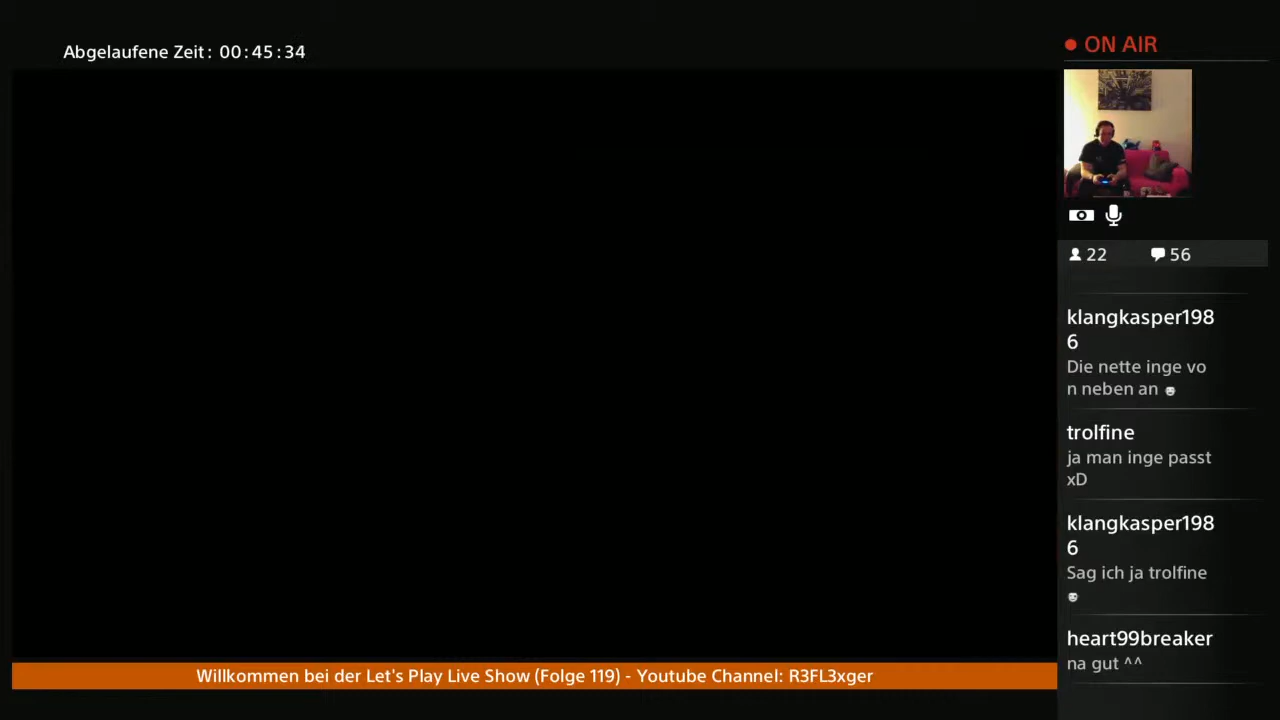 Abgelaufene Zeit: 00:45:34
ON AIR
22 56
klangkasper198
6
Die nette inge vo
n neben an
trolfine
ja man inge passt
xD
klangkasper198
6
Sag ich ja trolfine
heart99breaker
na gut ^^
Willkommen bei der Let's Play Live Show (Folge 119) - Youtube Channel: R3FL3xger